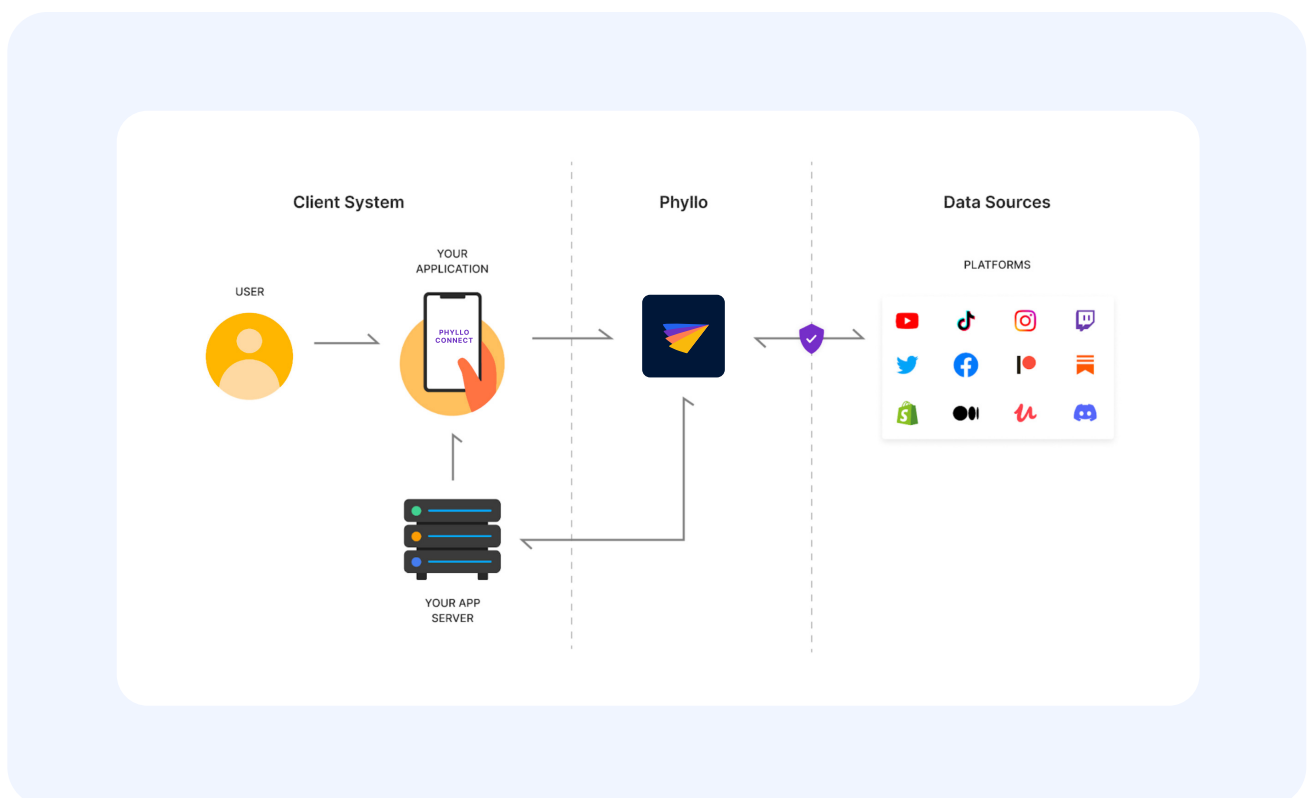 Client System
Phyllo
Data Sources
YOUR
APPLICATION
PLATFORMS
USER
PHYLLO
CONNECT
YOUR APP
SERVER